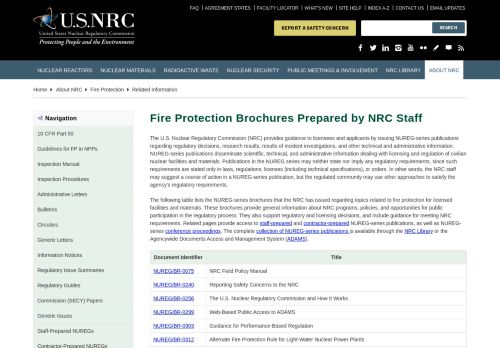 FAQ | AGREEMENT STATES | FACILITY LOCATOR | WHAT'S NEW | SITE HELP | INDEX A-Z | CONTACT US | EMAIL UPDATES
U.S.NRC
United States Nuclear Regulatory Commission
Protecting People and the Environment
REPORT A SAFETY CONCERN
SEARCH
NUCLEAR REACTORS NUCLEAR MATERIALS RADIOACTIVE WASTE NUCLEAR SECURITY PUBLIC MEETINGS & INVOLVEMENT NRC LIBRARY ABOUT NRC
Home About NRC Fire Protection Related Information
Navigation
10 CFR Part 50
Guidelines for FP in NPPs
Inspection Manual
Inspection Procedures
Administrative Letters
Bulletins
Circulars
Generic Letters
Information Notices
Regulatory Issue Summaries
Regulatory Guides
Commission (SECY) Papers
Generic Issues
Staff-Prepared NUREGs
Contractor-Prepared NUREGs
Fire Protection Brochures Prepared by NRC Staff
The U.S. Nuclear Regulatory Commission (NRC) provides guidance to licensees and applicants by issuing NUREG-series publications
regarding regulatory decisions, research results, results of incident investigations, and other technical and administrative information.
NUREG-series publications disseminate scientific, technical, and administrative information dealing with licensing and regulation of civilian
nuclear facilities and materials. Publications in the NUREG series may neither state nor imply any regulatory requirements, since such
requirements are stated only in laws, regulations, licenses (including technical specifications), or orders. In other words, the NRC staff
may suggest a course of action in a NUREG-series publication, but the regulated community may use other approaches to satisfy the
agency's regulatory requirements.
The following table lists the NUREG-series brochures that the NRC has issued regarding topics related to the protection for licensed
facilities and materials. These brochures provide general information about NRC programs, policies, and opportunities for public
participation in the regulatory process. They also support regulatory and licensing decisions, and include guidance for meeting NRC
requirements. Related pages provide access to staff-prepared and contractor-prepared NUREG-series publications, as well as NUREG-
series conference proceedings. The complete collection of NUREG-series publications is available through the NRC Library or the
Agencywide Documents Access and Management System (ADAMS).
Document Identifier Title
NUREG/BR-0075 NRC Field Policy Manual
NUREG/BR-0240 Reporting Safety Concerns to the NRC
NUREG/BR-0256 The U.S. Nuclear Regulatory Commission and How It Works
NUREG/BR-0299 Web-Based Public Access to ADAMS
NUREG/BR-0303 Guidance for Performance-Based Regulation
NUREG/BR-0312 Alternate Fire Protection Rule for Light-Water Nuclear Power Plants